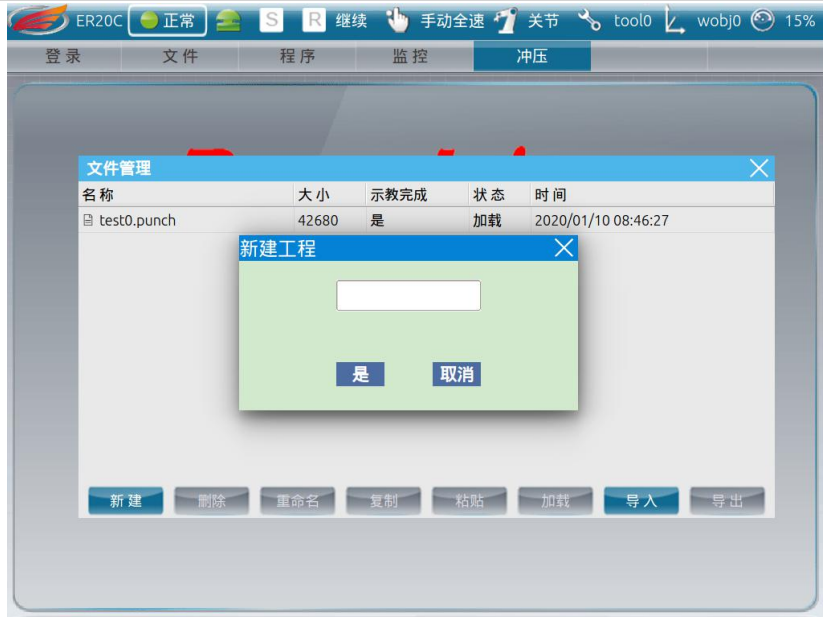 ER20C 正常 S R 继续 手动全速 关节 tool0 wobj0 15%
登录 文件 程序 监控 冲压
文件管理
名称 大小 示教完成 状态 时间
test0.punch 42680 是 加载 2020/01/10 08:46:27
新建工程
是 取消
新建 删除 重命名 复制 粘贴 加载 导入 导出